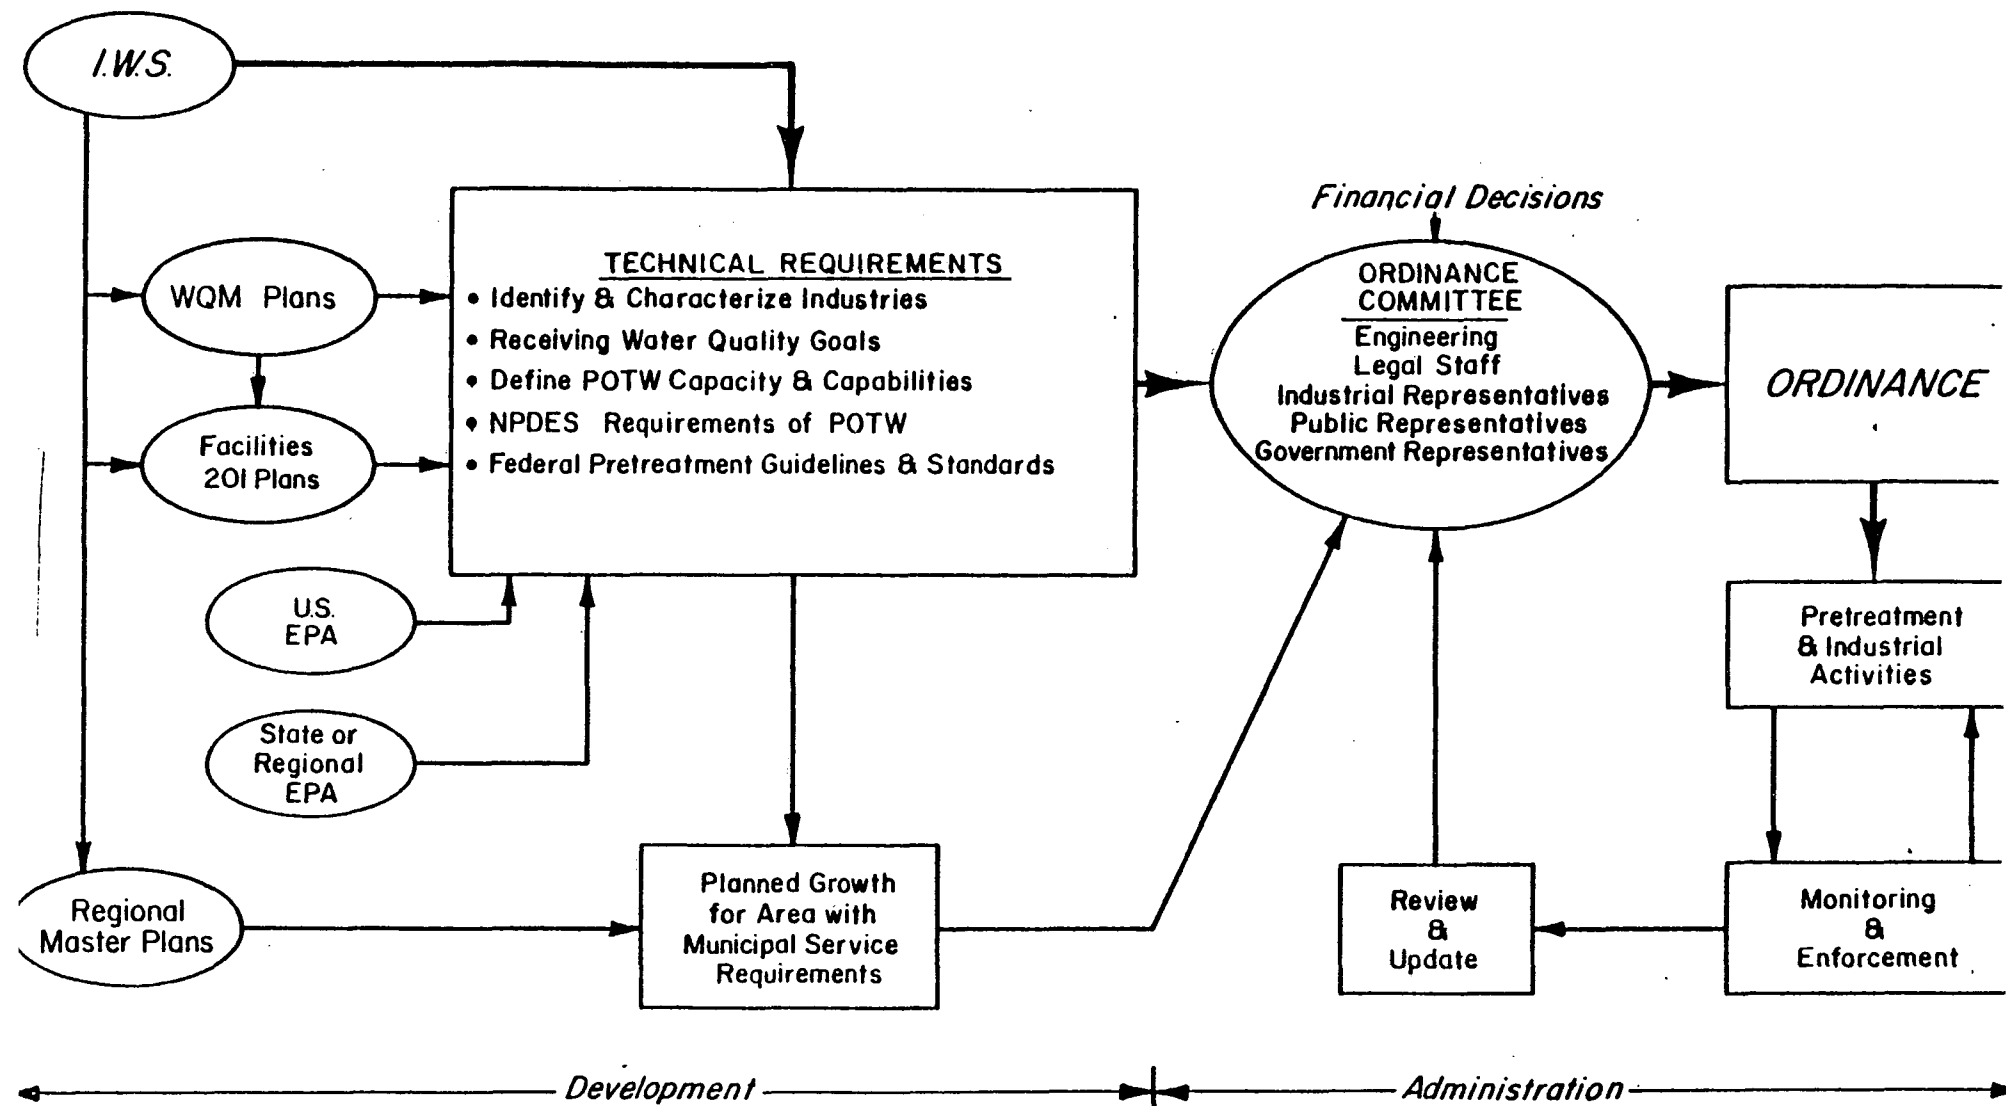 I.W.S.
WQM Plans
Facilities
201 Plans
U.S.
EPA
State or
Regional
EPA
Regional
Master Plans
TECHNICAL REQUIREMENTS
• Identify & Characterize Industries
• Receiving Water Quality Goals
• Define POTW Capacity & Capabilities
• NPDES Requirements of POTW
• Federal Pretreatment Guidelines & Standards
Planned Growth
for Area with
Municipal Service
Requirements
Financial Decisions
ORDINANCE
COMMITTEE
Engineering
Legal Staff
Industrial Representatives
Public Representatives
Government Representatives
ORDINANCE
Pretreatment
& Industrial
Activities
Monitoring
&
Enforcement
Review
&
Update
Development
Administration